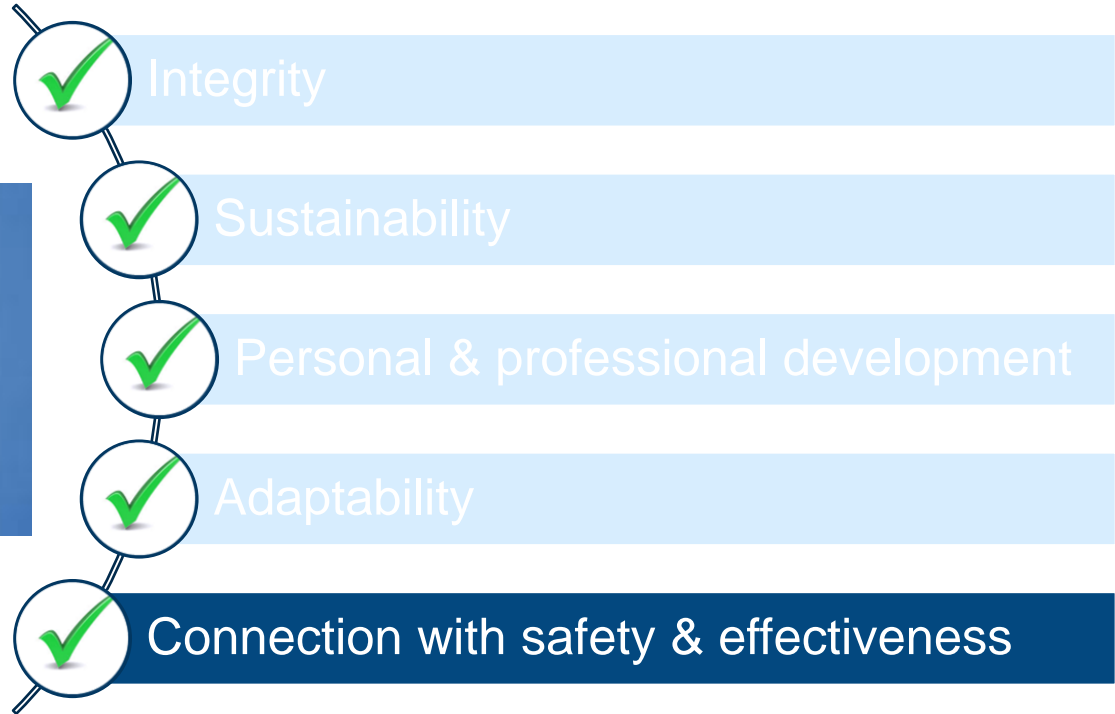 Integrity
Sustainability
Personal & professional development
Adaptability
Connection with safety & effectiveness